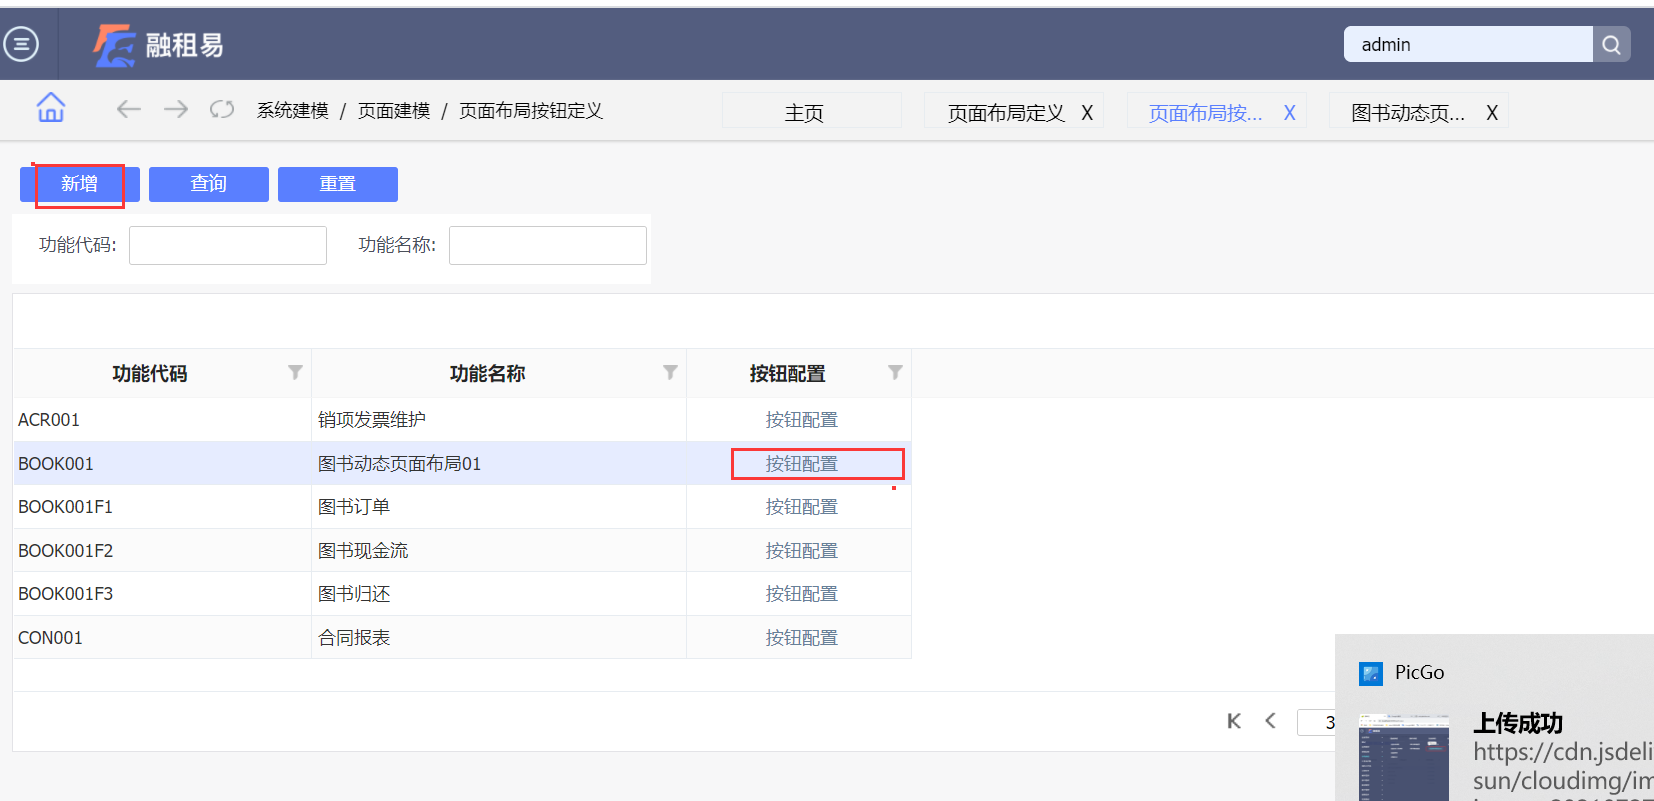 融租易
admin
系统建模 / 页面建模 / 页面布局按钮定义
主页
页面布局定义 X
页面布局按... X
图书动态页... X
新增 查询 重置
功能代码: 功能名称:
功能代码 功能名称 按钮配置
ACR001 销项发票维护 按钮配置
BOOK001 图书动态页面布局01 按钮配置
BOOK001F1 图书订单 按钮配置
BOOK001F2 图书现金流 按钮配置
BOOK001F3 图书归还 按钮配置
CON001 合同报表 按钮配置
3
PicGo
上传成功
https://cdn.jsdeli
sun/cloudimg/im